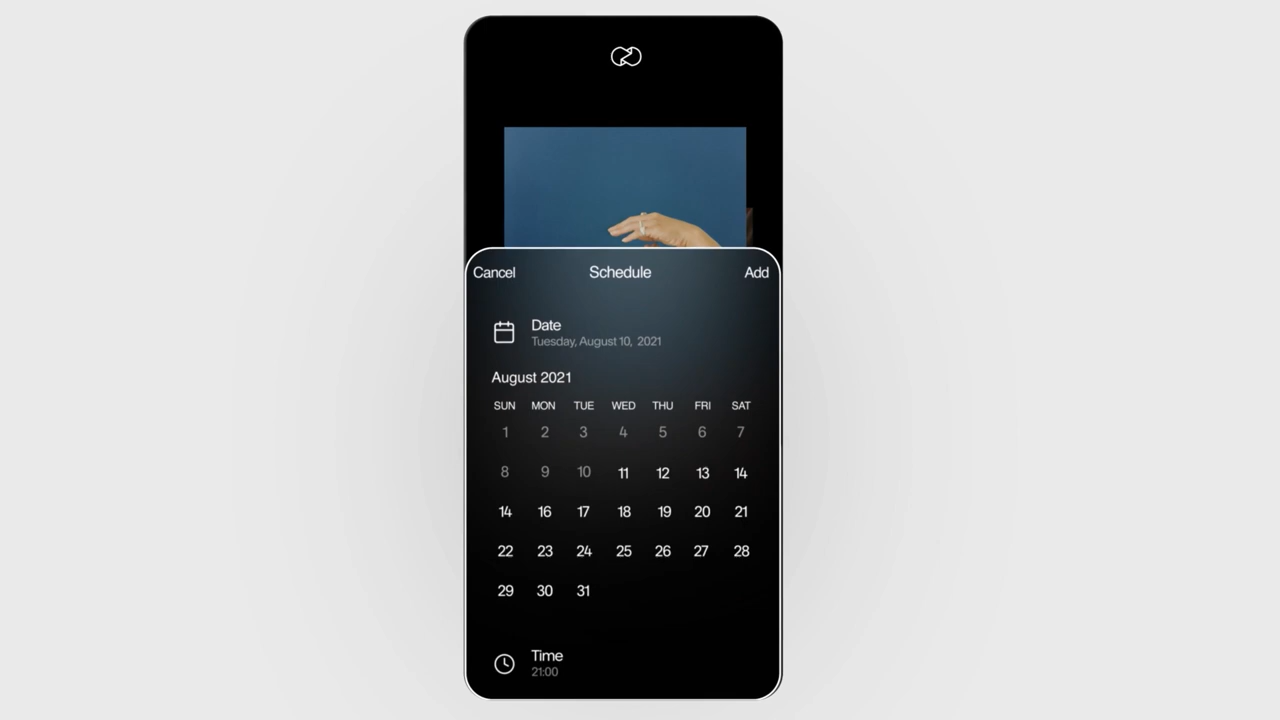 Cancel Schedule Add
Date
Tuesday, August 10, 2021
August 2021
SUN MON TUE WED THU FRI SAT
1 2 3 4 5 6 7
8 9 10 11 12 13 14
14 16 17 18 19 20 21
22 23 24 25 26 27 28
29 30 31
Time
21:00